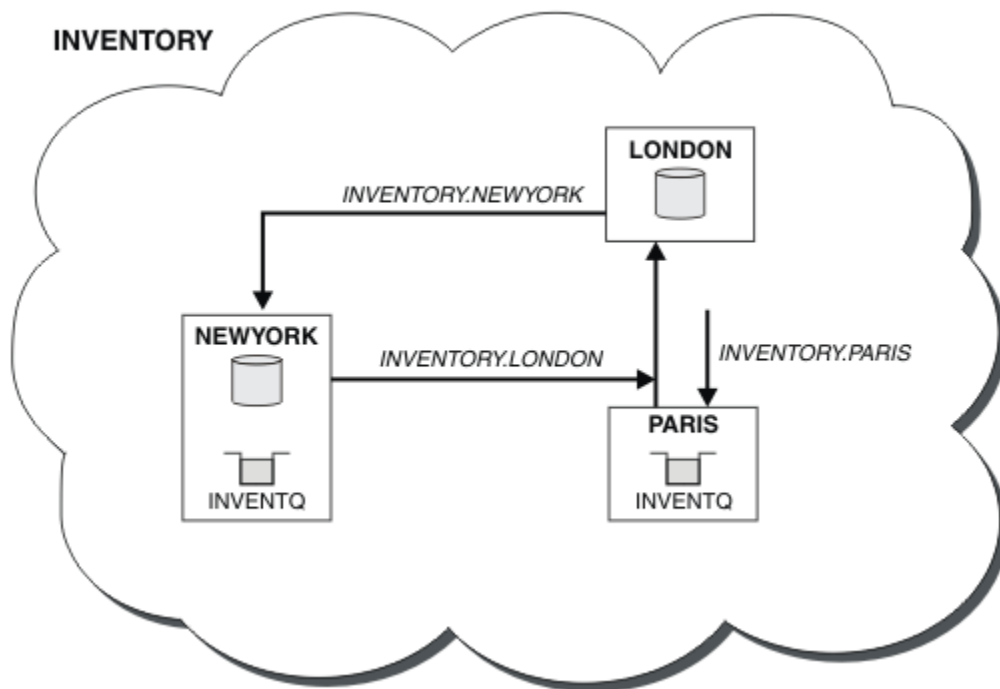 INVENTORY
LONDON
INVENTORY.NEWYORK
NEWYORK
INVENTORY.LONDON
INVENTORY.PARIS
PARIS
INVENTQ
INVENTQ